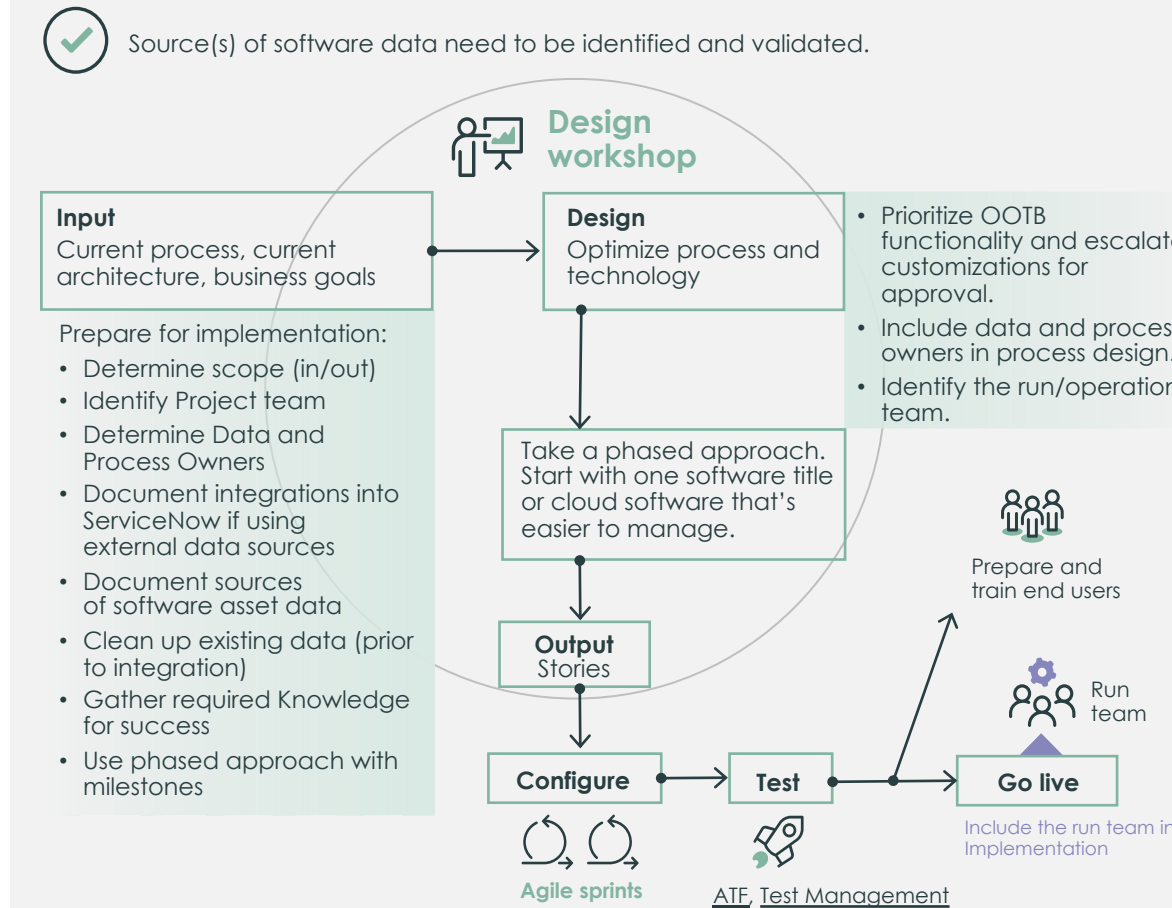 Source(s) of software data need to be identified and validated.
Design
workshop
Input
Current process, current
architecture, business goals
Prepare for implementation:
• Determine scope (in/out)
• Identify Project team
• Determine Data and
Process Owners
• Document integrations into
ServiceNow if using
external data sources
• Document sources
of software asset data
• Clean up existing data (prior
to integration)
• Gather required Knowledge
for success
• Use phased approach with
milestones
Design
Optimize process and
technology
• Prioritize OOTB
functionality and escalate
customizations for
approval.
• Include data and proces
owners in process design.
• Identify the run/operation
team.
Take a phased approach.
Start with one software title
or cloud software that's
easier to manage.
Output
Stories
Configure
Agile sprints
Test
ATF, Test Management
Prepare and
train end users
Run
team
Go live
Include the run team in
Implementation